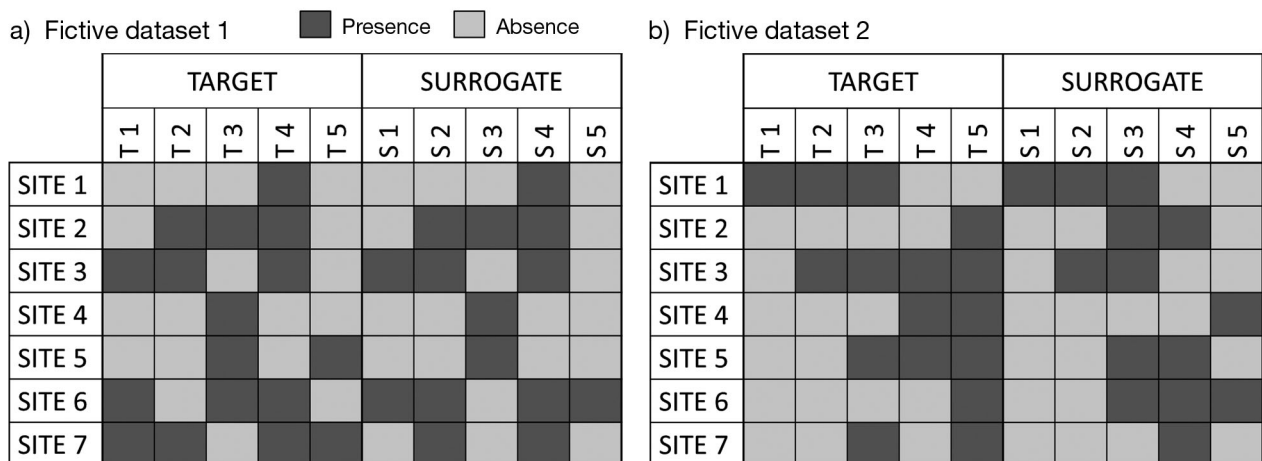 a) Fictive dataset 1
Presence
Absence
b) Fictive dataset 2
TARGET SURROGATE
T 1 T 2 T 3 T 4 T 5 S 1 S 2 S 3 S 4 S 5
SITE 1
SITE 2
SITE 3
SITE 4
SITE 5
SITE 6
SITE 7
TARGET SURROGATE
T 1 T 2 T 3 T 4 T 5 S 1 S 2 S 3 S 4 S 5
SITE 1
SITE 2
SITE 3
SITE 4
SITE 5
SITE 6
SITE 7